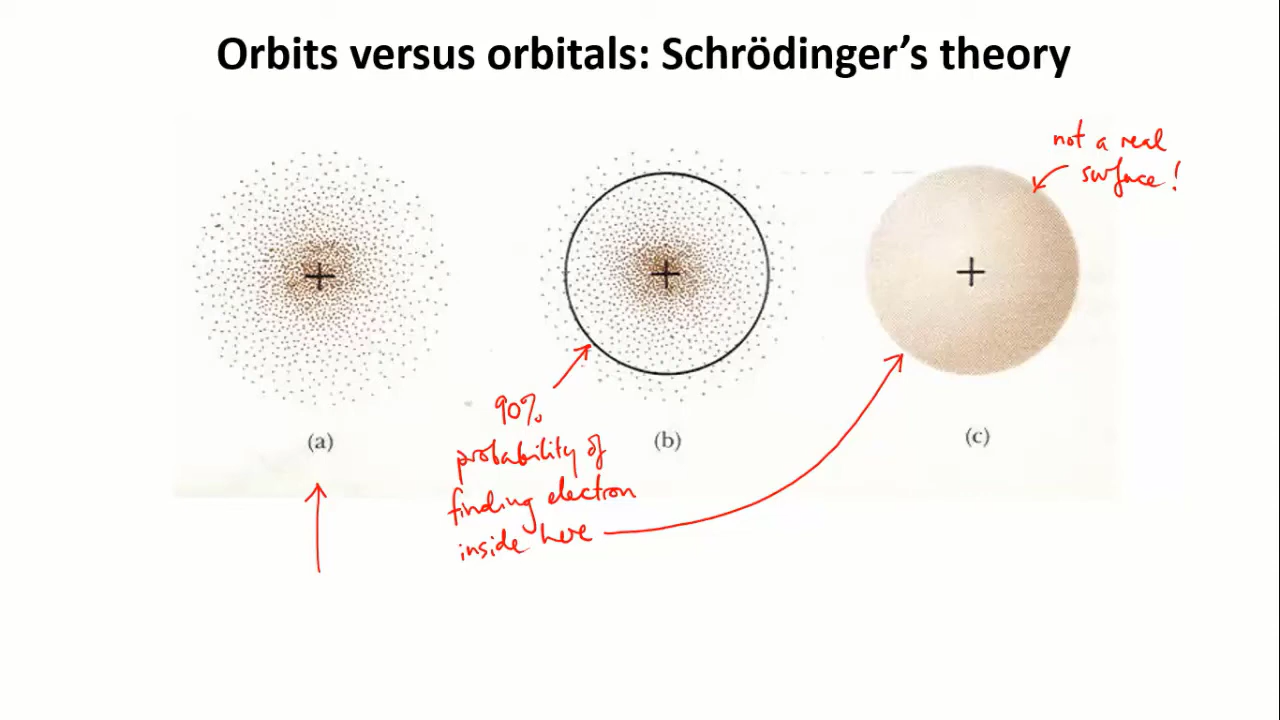 Orbits versus orbitals: Schrödinger’s theory
not a real
surface!
90%
probability of
finding electron
inside here
(a)
(b)
(c)